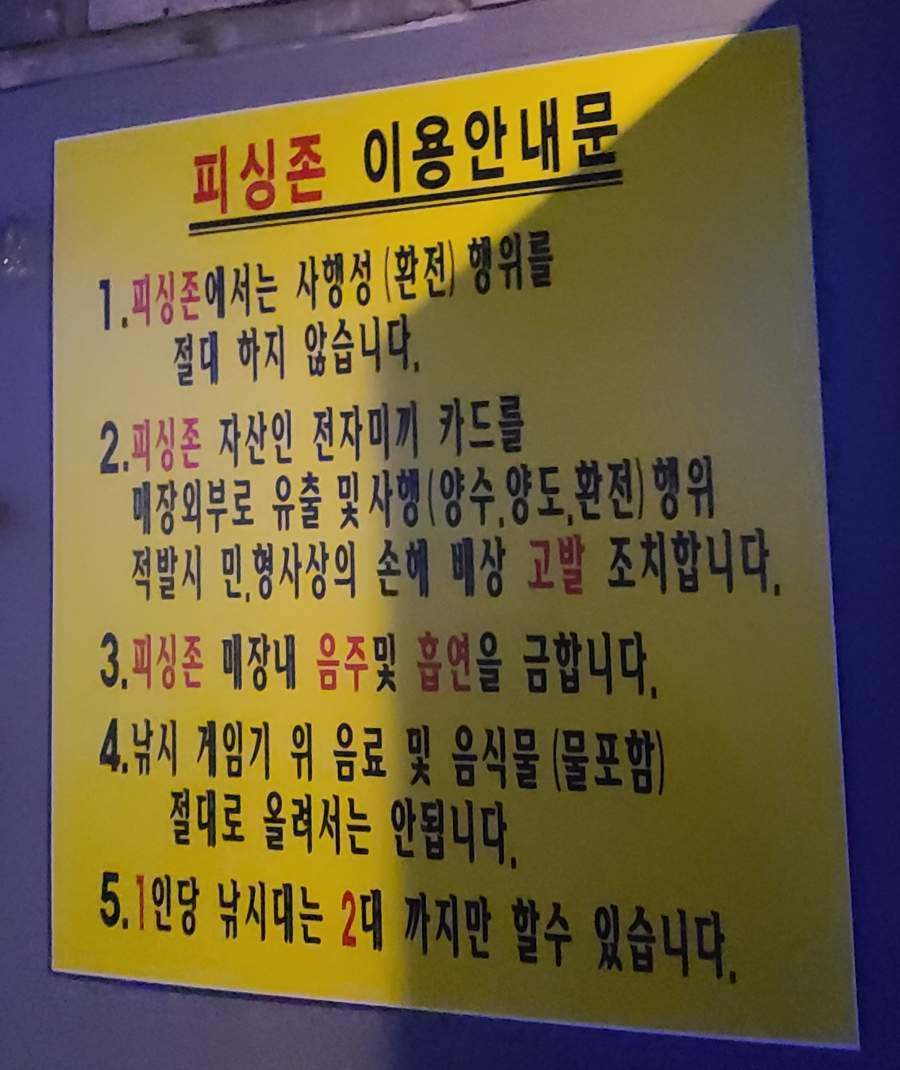 피싱존 이용안내문
1.피싱존에서는 사행성(환전) 행위를
절대 하지 않습니다.
2.피싱존 자산인 전자미끼 카드를
매장외부로 유출 및 사행(양수,양도,환전) 행위
적발시 민,형사상의 손해 배상 고발 조치합니다.
3.피싱존 매장내 음주및 흡연을 금합니다.
4.낚시 게임기 위 음료 및 음식물(물포함)
절대로 올려서는 안됩니다.
5.1인당 낚시대는 2대 까지만 할수 있습니다.